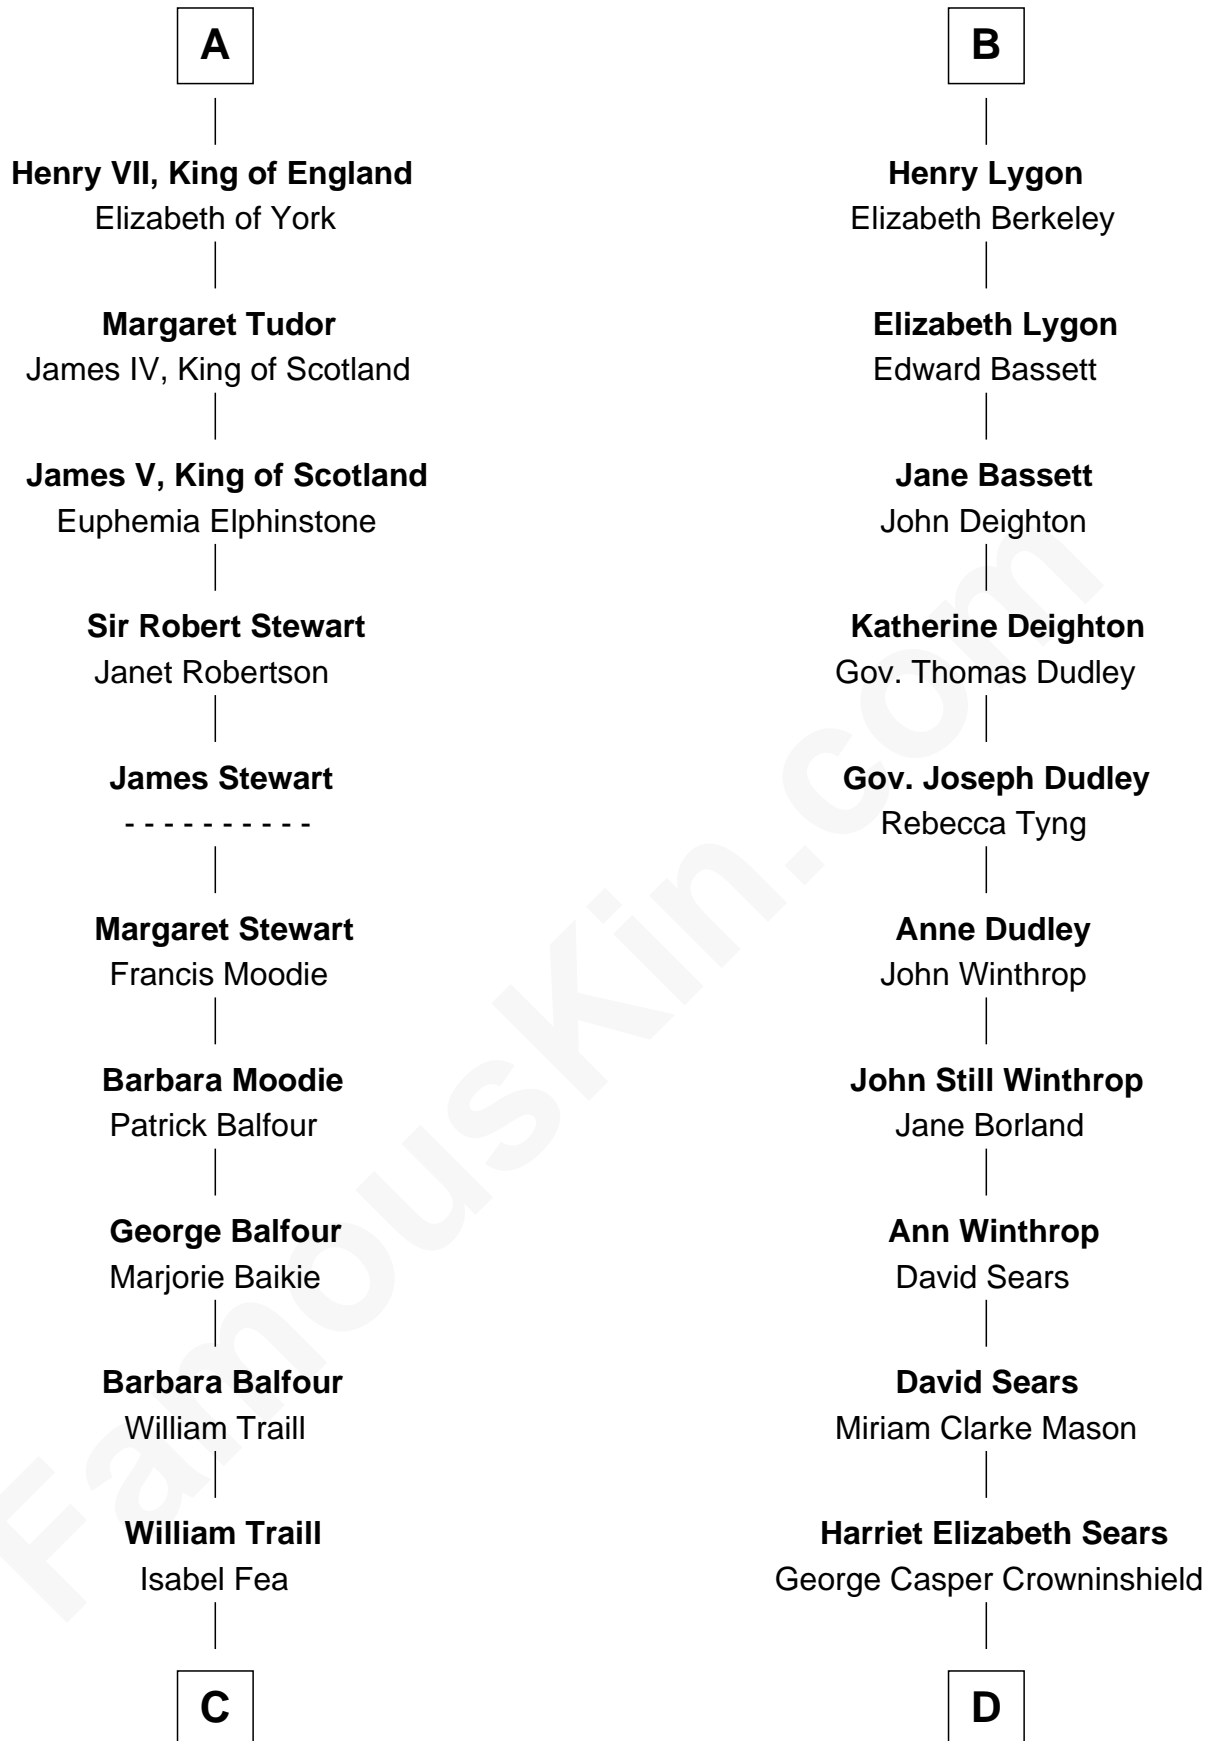 A
Henry VII, King of England
Elizabeth of York
Margaret Tudor
James IV, King of Scotland
James V, King of Scotland
Euphemia Elphinstone
Sir Robert Stewart
Janet Robertson
James Stewart
- - - - - - - - - -
Margaret Stewart
Francis Moodie
Barbara Moodie
Patrick Balfour
George Balfour
Marjorie Baikie
Barbara Balfour
William Traill
William Traill
Isabel Fea
C
B
Henry Lygon
Elizabeth Berkeley
Elizabeth Lygon
Edward Bassett
Jane Bassett
John Deighton
Katherine Deighton
Gov. Thomas Dudley
Gov. Joseph Dudley
Rebecca Tyng
Anne Dudley
John Winthrop
John Still Winthrop
Jane Borland
Ann Winthrop
David Sears
David Sears
Miriam Clarke Mason
Harriet Elizabeth Sears
George Casper Crowninshield
D
FamousKin.com